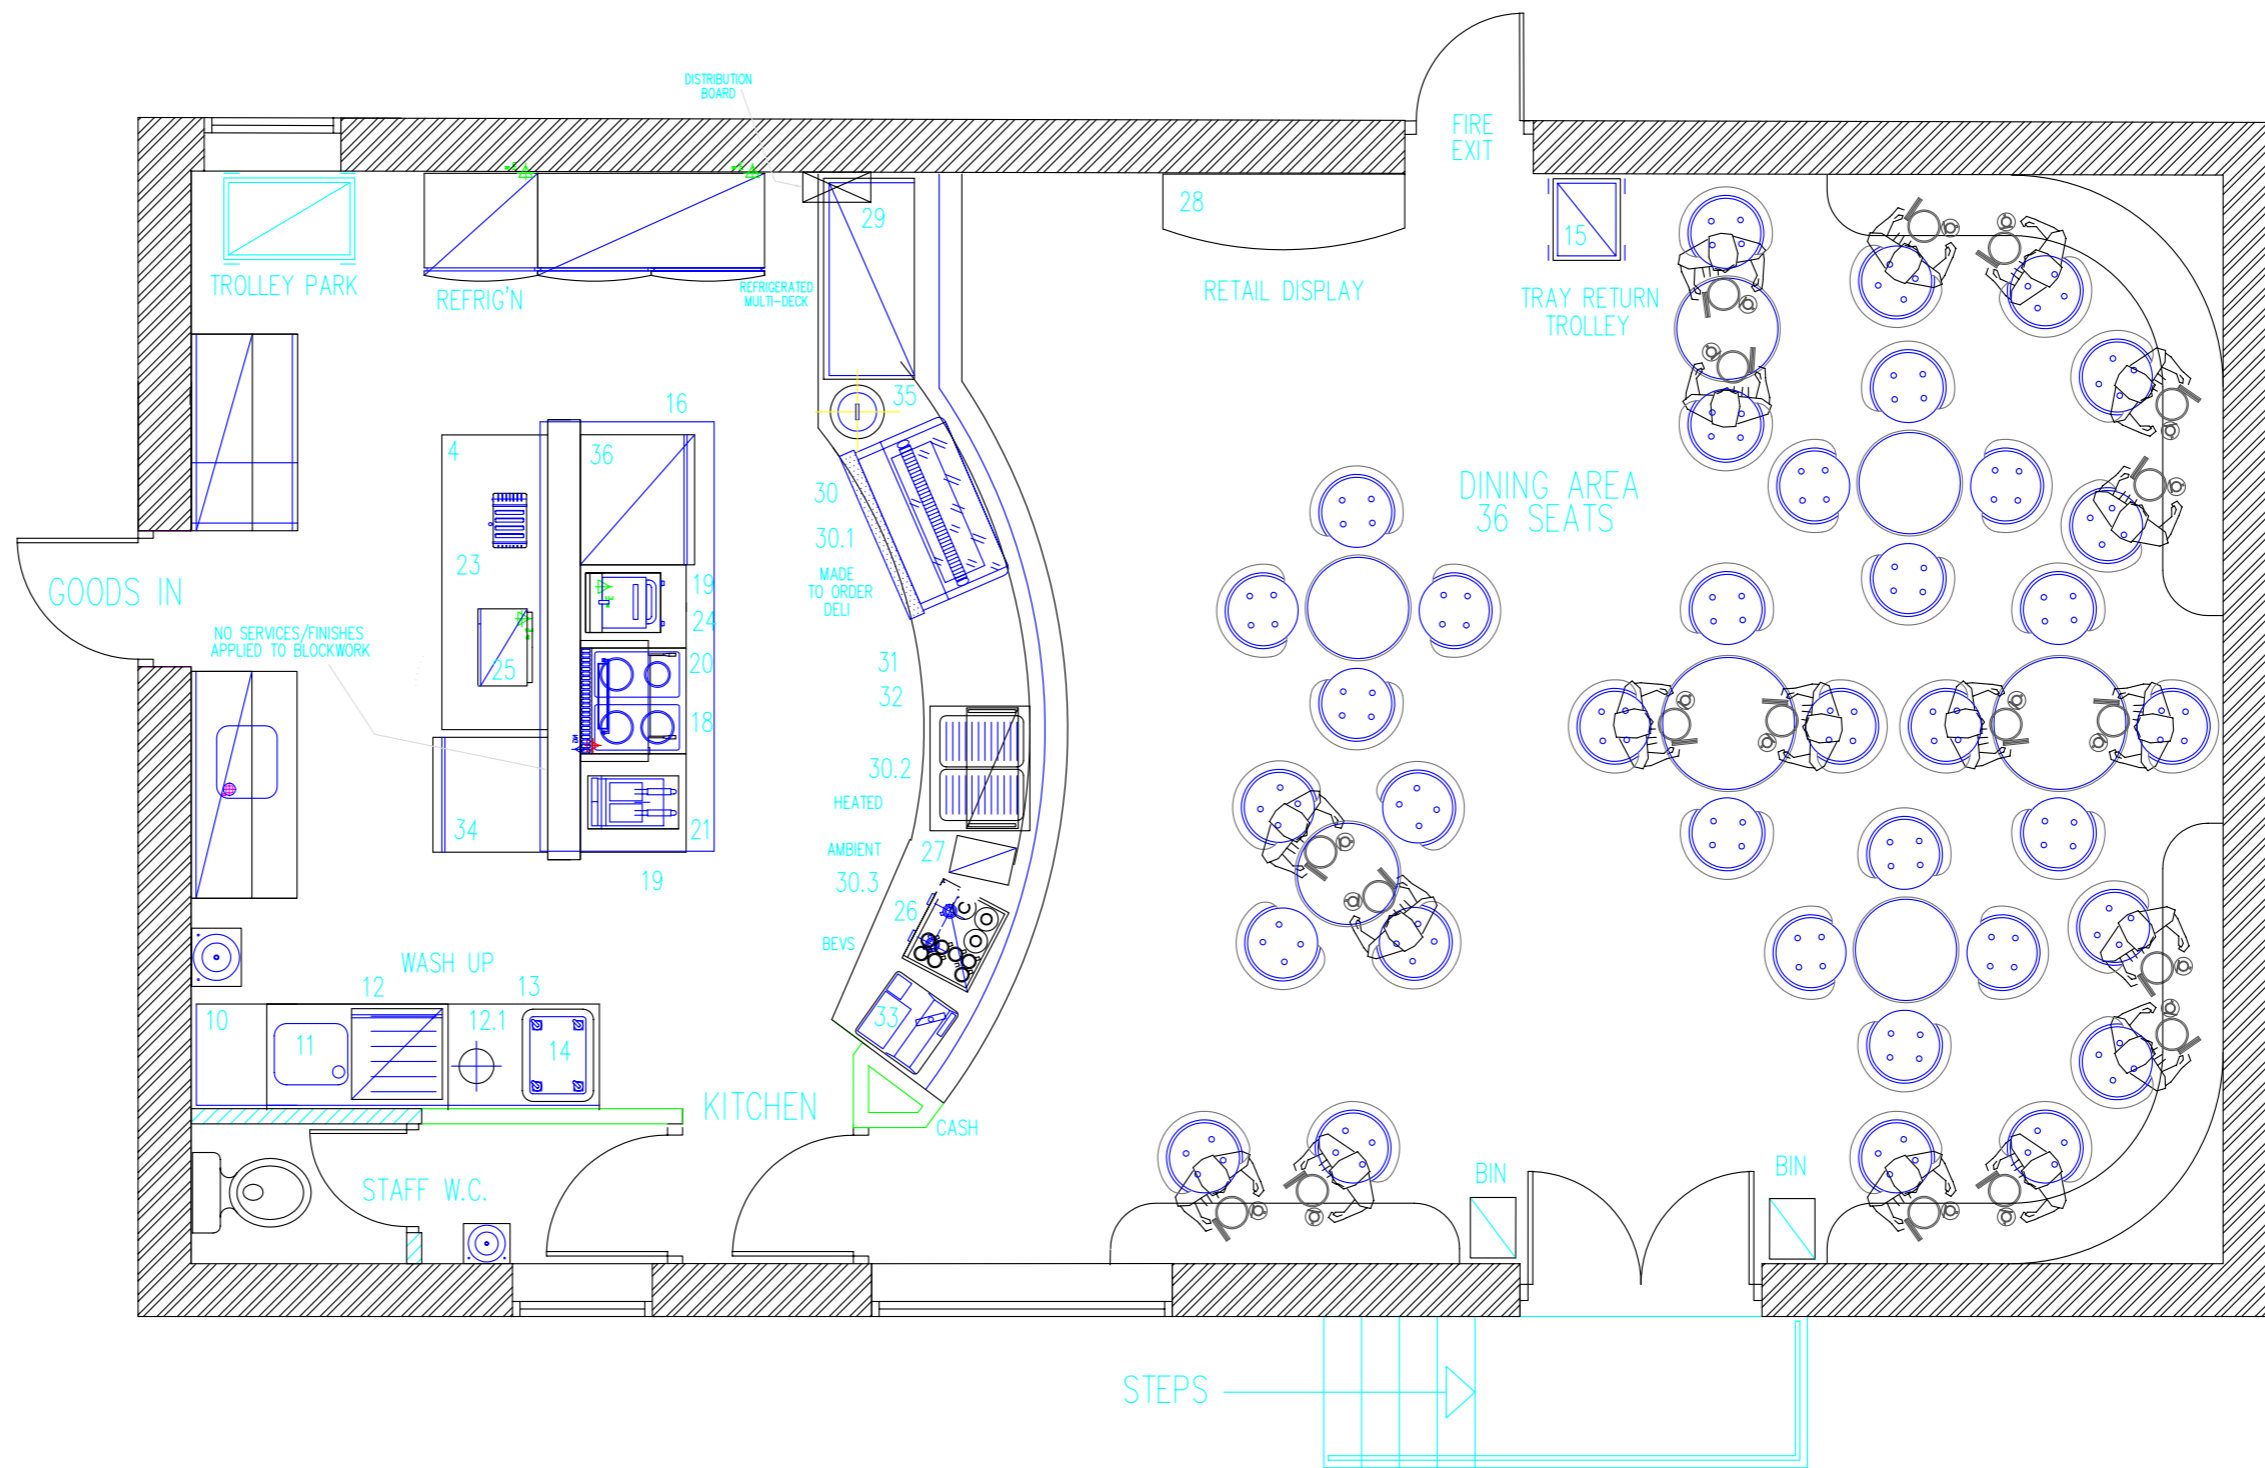 DISTRIBUTION
BOARD
FIRE
EXIT
29
28
15
TROLLEY PARK
REFRIG'N
REFRIGERATED
MULTI-DECK
RETAIL DISPLAY
TRAY RETURN
TROLLEY
16
35
4
36
30
30.1
MADE
TO ORDER
DELI
DINING AREA
36 SEATS
23
19
24
GOODS IN
NO SERVICES/FINISHES
APPLIED TO BLOCKWORK
25
20
31
32
18
30.2
HEATED
34
21
AMBIENT
27
30.3
19
26
BEVS
WASH UP
12
13
10
11
12.1
14
33
KITCHEN
CASH
STAFF W.C.
BIN
BIN
STEPS